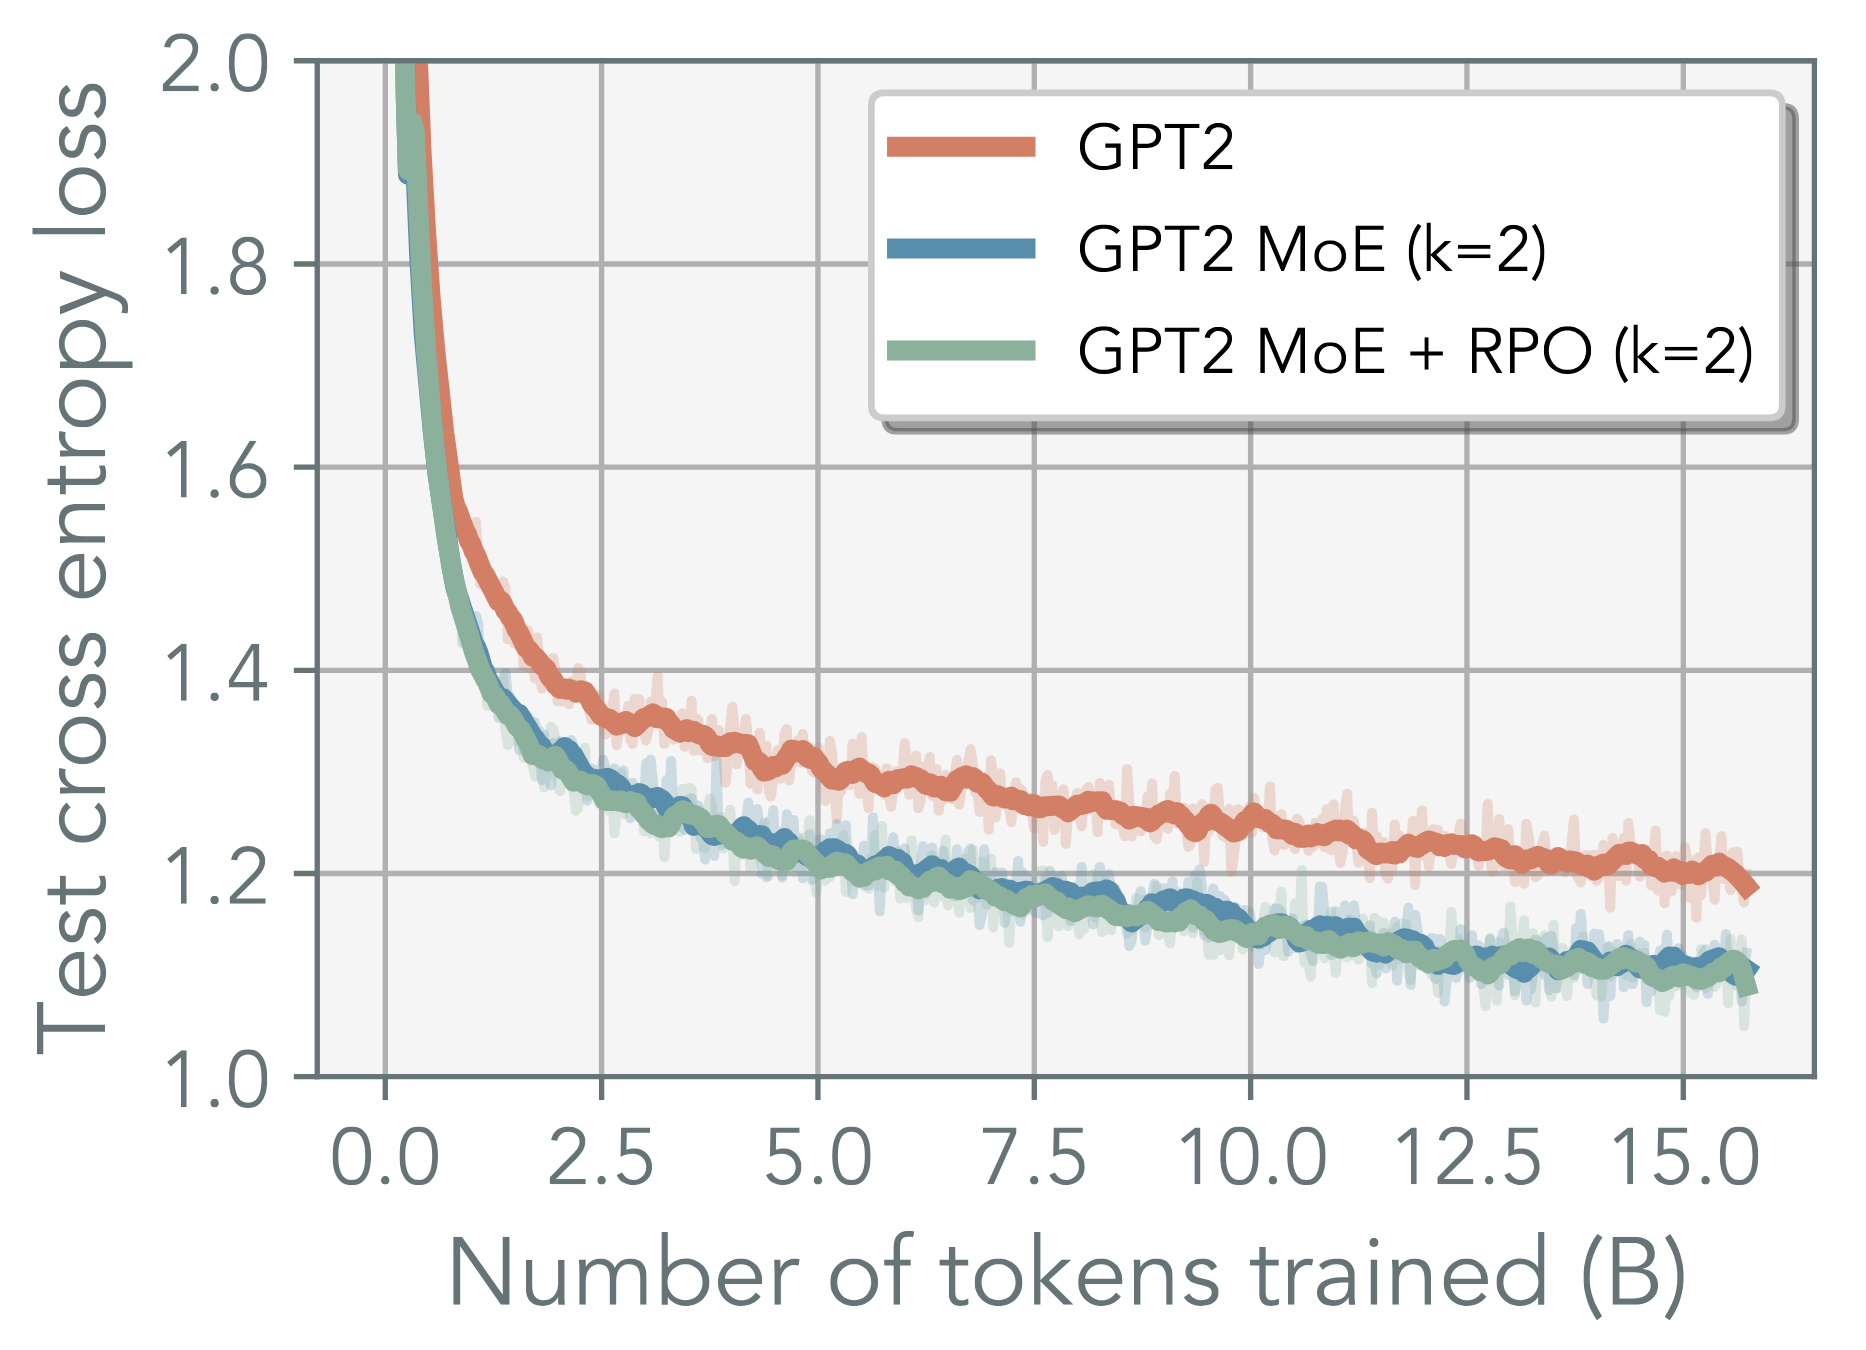 Test cross entropy loss
2.0
1.8
1.6
1.4
1.2
1.0
GPT2
GPT2 MoE (k=2)
GPT2 MoE + RPO (k=2)
0.0 2.5 5.0 7.5 10.0 12.5 15.0
Number of tokens trained (B)